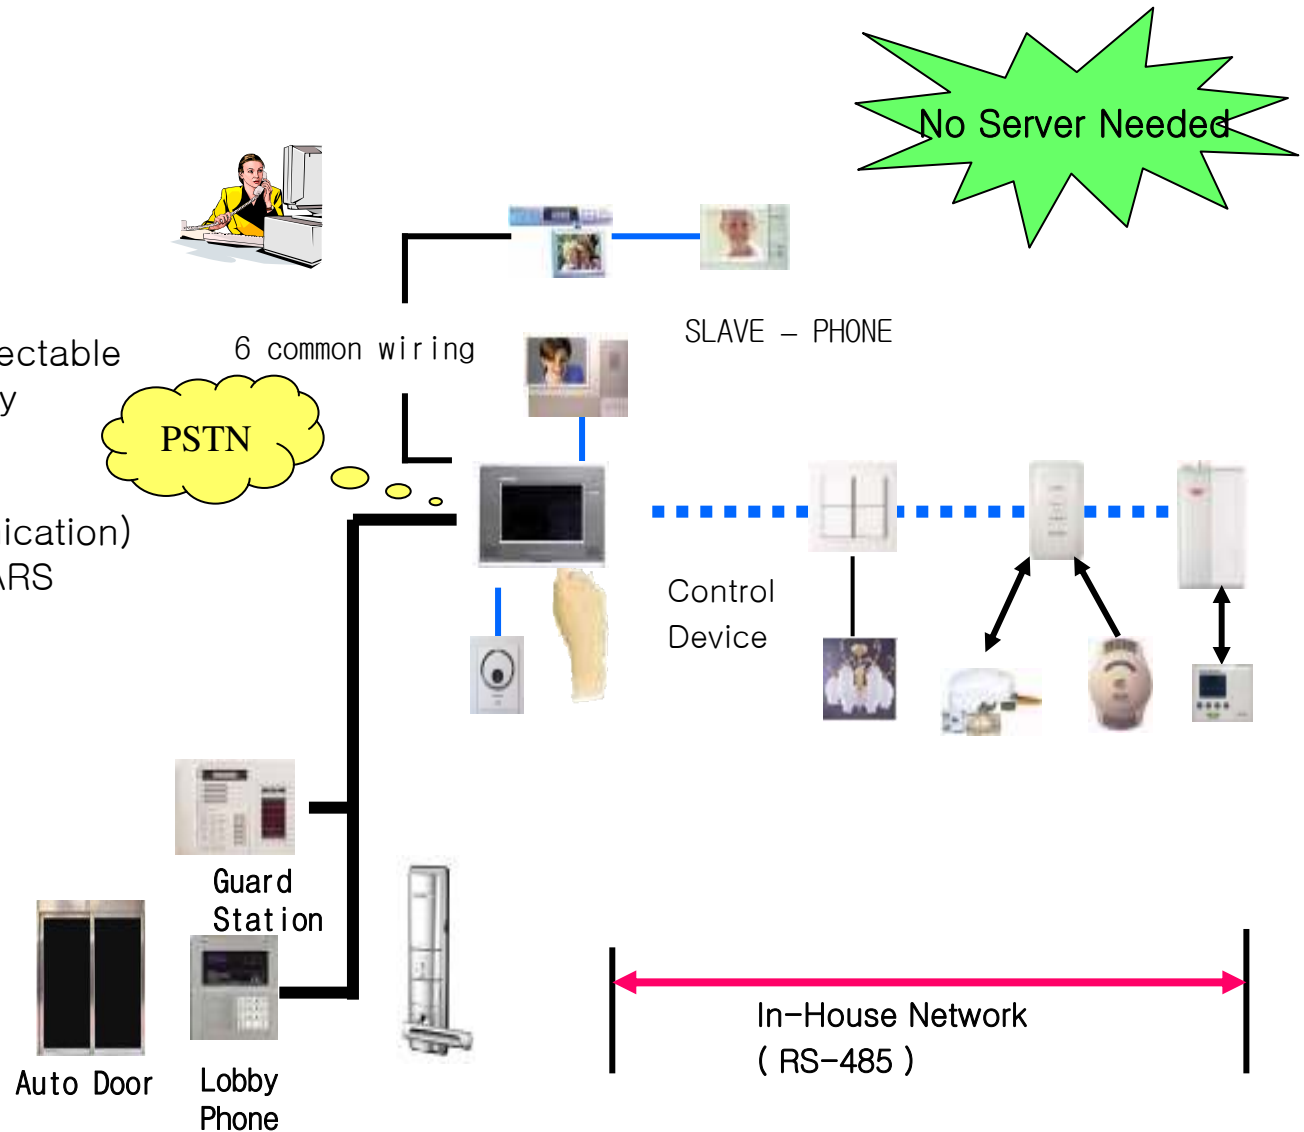 No Server Needed
SLAVE – PHONE
6 common wiring
ectable
y
PSTN
ication)
ARS
Control
Device
Guard
Station
Auto Door
Lobby
Phone
In-House Network
( RS-485 )